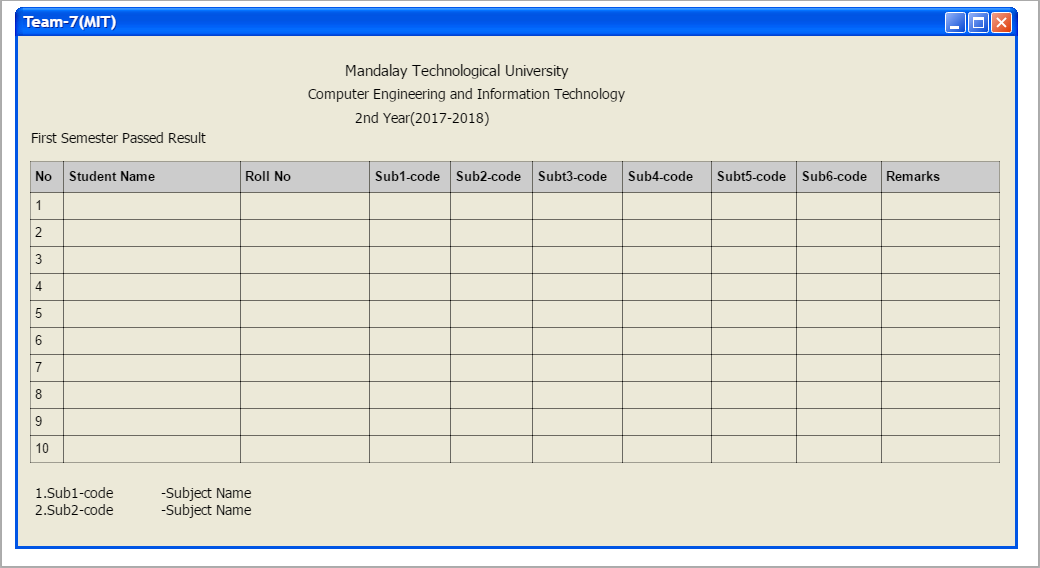 Team-7(MIT)
Mandalay Technological University
Computer Engineering and Information Technology
2nd Year(2017-2018)
First Semester Passed Result
No Student Name Roll No Sub1-code Sub2-code Subt3-code Sub4-code Subt5-code Sub6-code Remarks
1
2
3
4
5
6
7
8
9
10
1.Sub1-code -Subject Name
2.Sub2-code -Subject Name